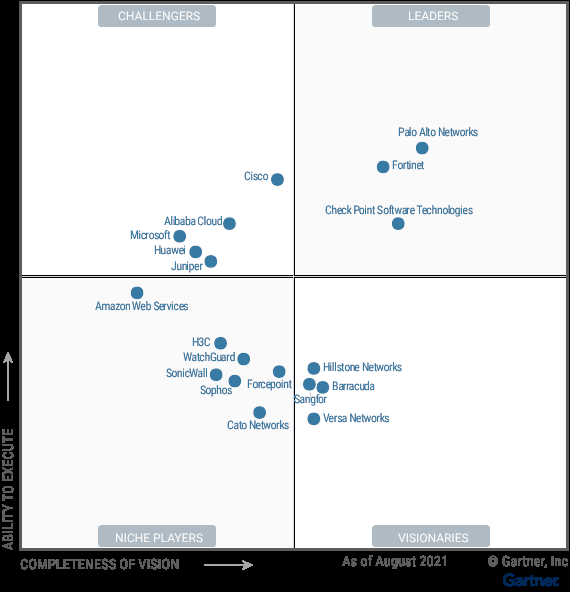 CHALLENGERS
LEADERS
Palo Alto Networks
Fortinet
Cisco
Check Point Software Technologies
Alibaba Cloud
Microsoft
Huawei
Juniper
Amazon Web Services
H3C
WatchGuard
SonicWall
Sophos
Forcepoint
Hillstone Networks
Barracuda
Sangfor
Cato Networks
Versa Networks
ABILITY TO EXECUTE
NICHE PLAYERS
VISIONARIES
COMPLETENESS OF VISION
As of August 2021
© Gartner, Inc
Gartner